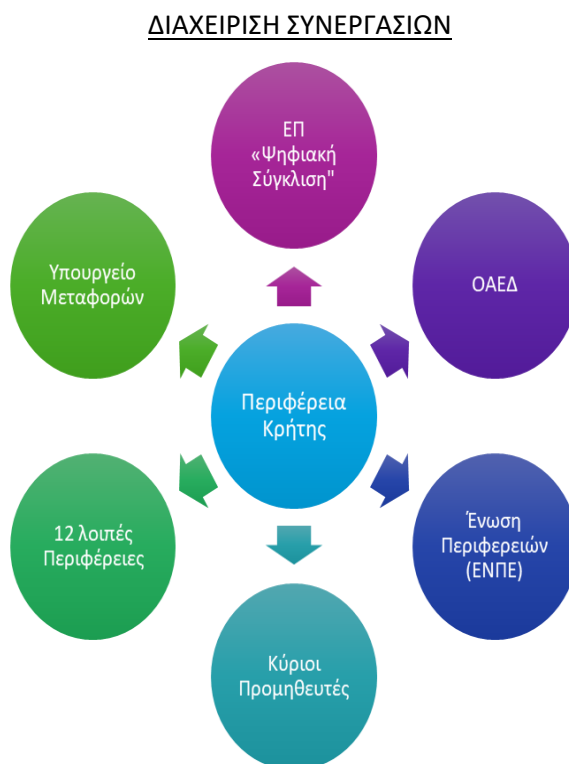 ΔΙΑΧΕΙΡΙΣΗ ΣΥΝΕΡΓΑΣΙΩΝ
ΕΠ
«Ψηφιακή
Σύγκλιση"
Υπουργείο
Μεταφορών
ΟΑΕΔ
Περιφέρεια
Κρήτης
12 λοιπές
Περιφέρειες
Ένωση
Περιφερειών
(ΕΝΠΕ)
Κύριοι
Προμηθευτές